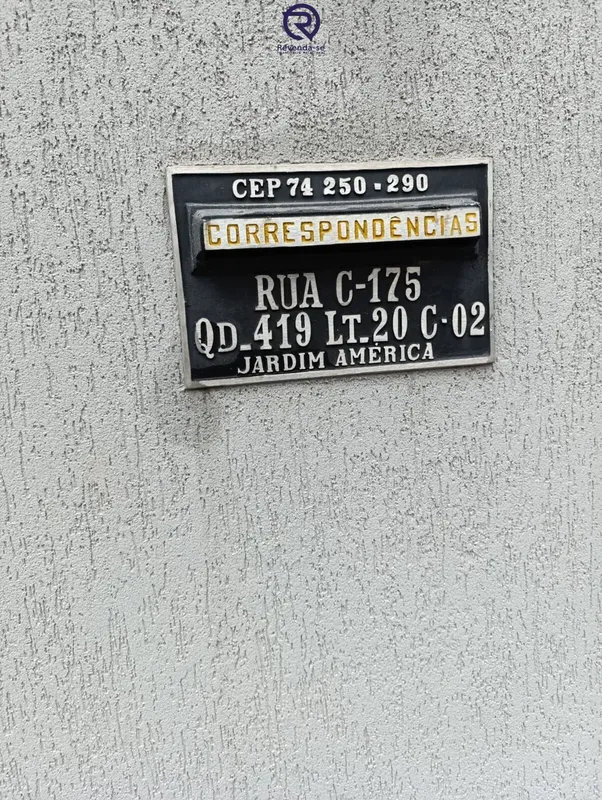 Revenda-se
CEP 74 250-290
CORRESPONDÊNCIAS
RUA C-175
QD-419 LT-20 C-02
JARDIM AMÉRICA